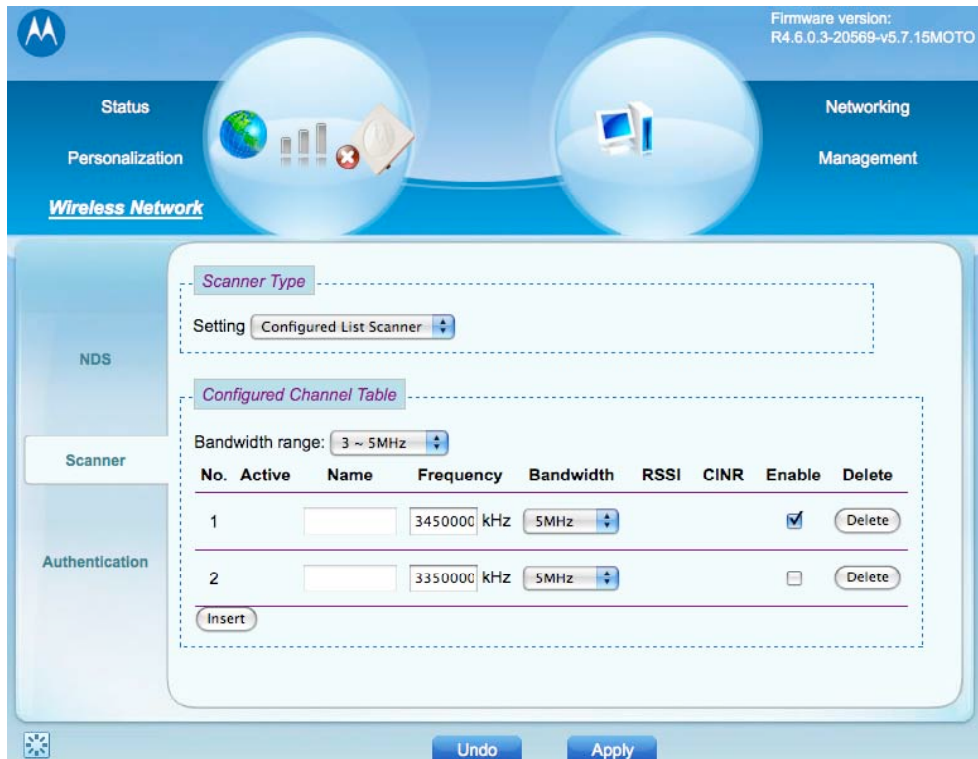 Firmware version:
R4.6.0.3-20569-v5.7.15MOTO
Status
Networking
Personalization
Management
Wireless Network
Scanner Type
Setting Configured List Scanner
NDS
Configured Channel Table
Bandwidth range: 3 ~ 5MHz
Scanner
No. Active Name Frequency Bandwidth RSSI CINR Enable Delete
1 3450000 kHz 5MHz Delete
Authentication
2 3350000 kHz 5MHz Delete
Insert
Undo Apply